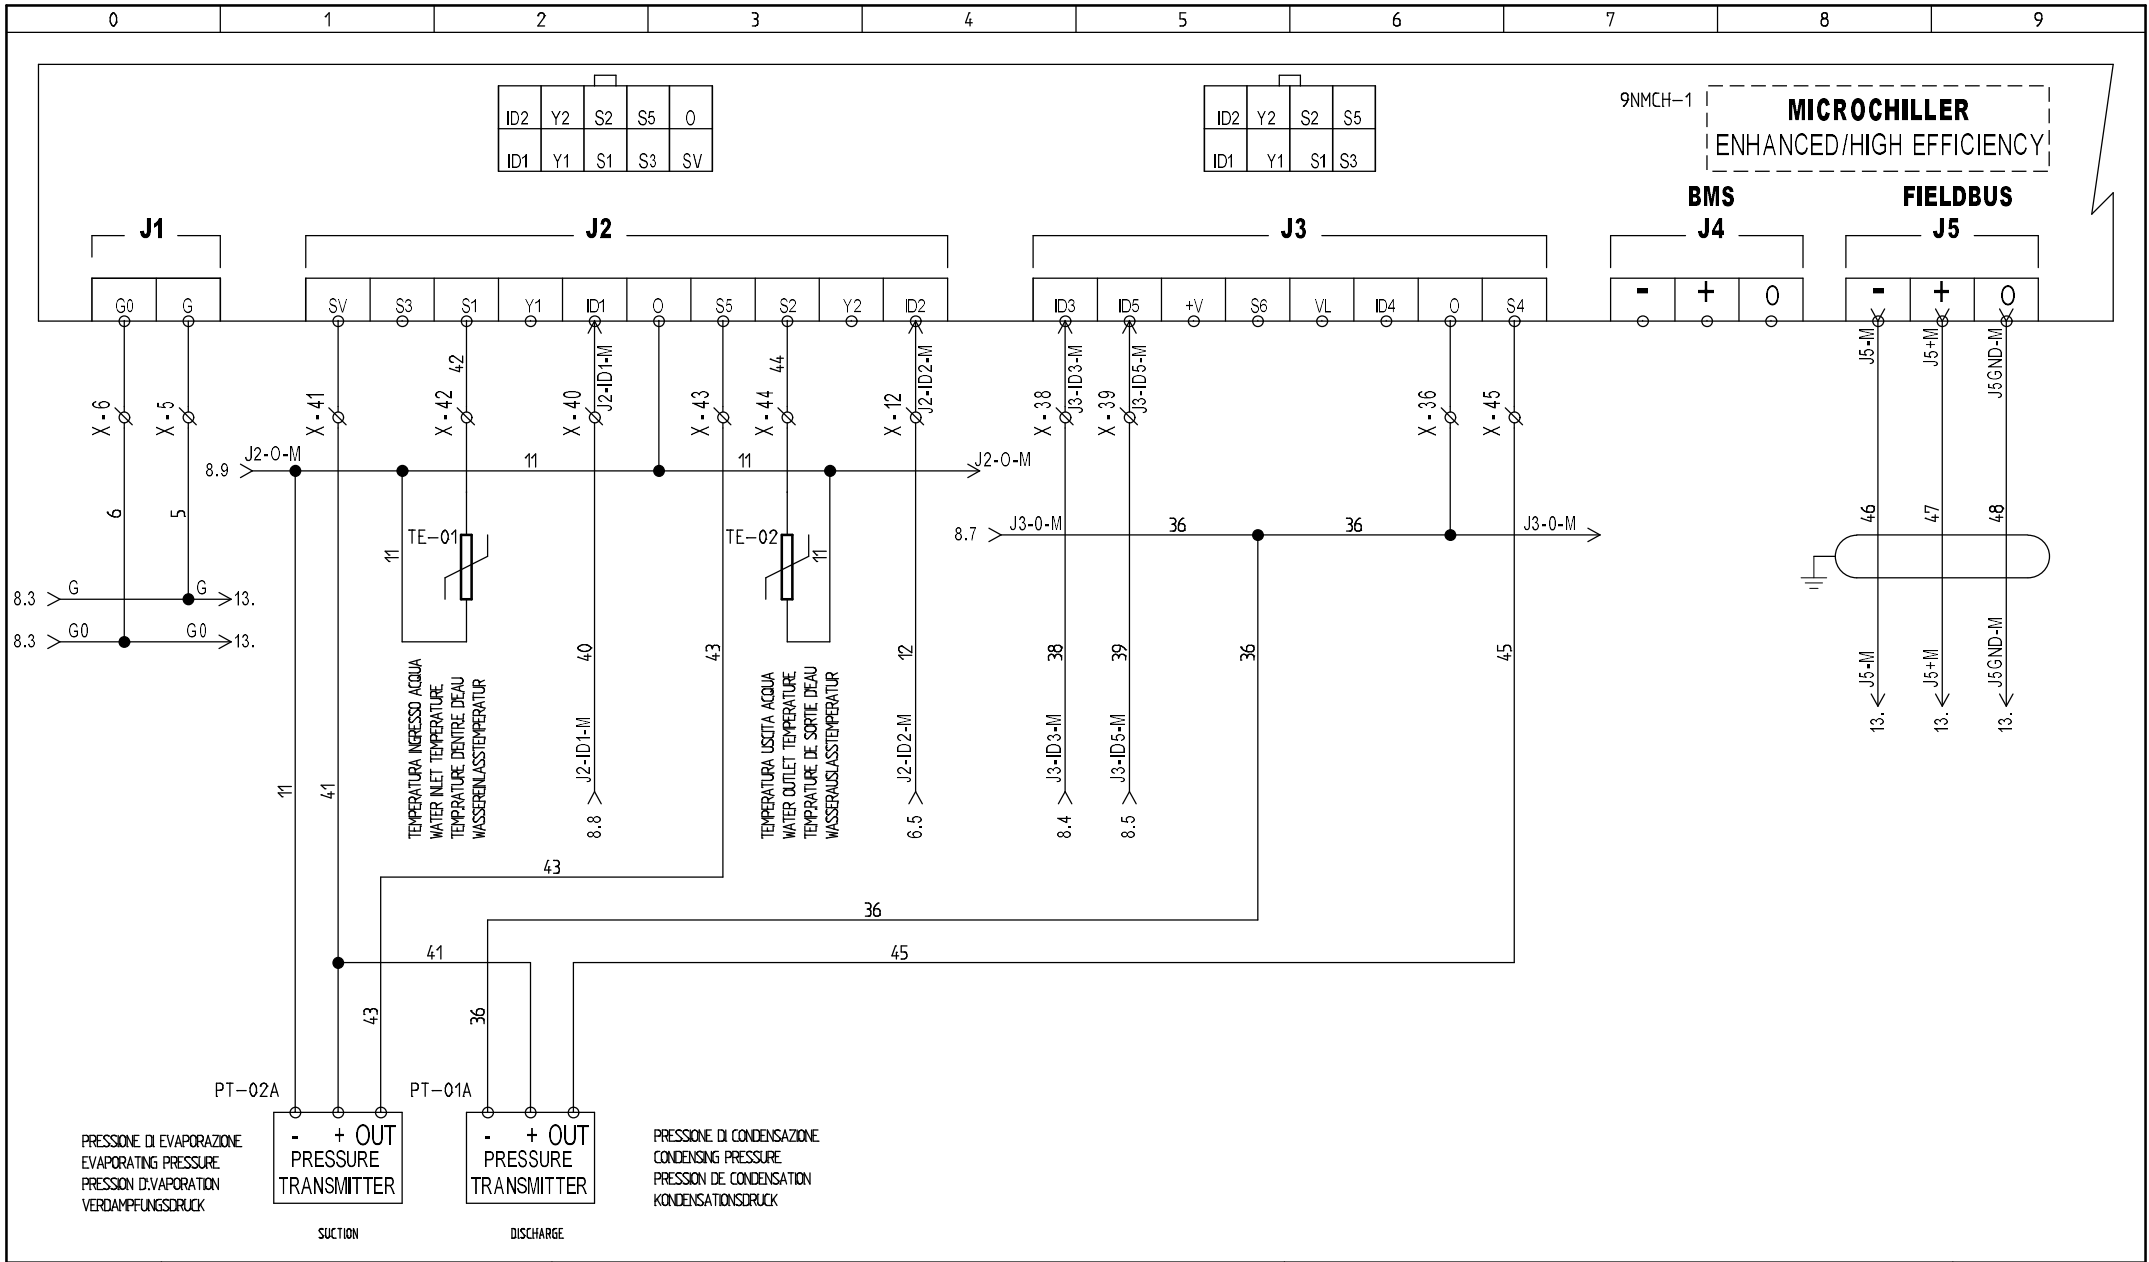 0 1 2 3 4 5 6 7 8 9
ID2 Y2 S2 S5 O
ID1 Y1 S1 S3 SV
ID2 Y2 S2 S5
ID1 Y1 S1 S3
9NMCH-1
MICROCHILLER
ENHANCED/HIGH EFFICIENCY
BMS
FIELDBUS
J1 J2 J3 J4 J5
G0 G
SV S3 S1 Y1 ID1 O S5 S2 Y2 ID2
ID3 ID5 +V S6 VL ID4 O S4
- + O
- + O
42
J2-ID1-M
44
J2-ID2-M
J3-ID3-M
J3-ID5-M
J5-M
J5+M
J5GND-M
X-6
X-5
X-41
X-42
X-40
X-43
X-44
X-12
X-38
X-39
X-36
X-45
8.9 J2-O-M 11 11 J2-O-M
6
5
11
TE-01
TE-02
11
8.7 J3-0-M 36 36 J3-0-M
46
47
48
8.3 G G 13.
8.3 G0 G0 13.
40
43
12
38
39
36
45
J5-M
J5+M
J5GND-M
13.
13.
13.
TEMPERATURA INGRESSO ACQUA
WATER INLET TEMPERATURE
TEMP.RATURE D'ENTRE D'EAU
WASSEREINLASSTEMPERATUR
TEMPERATURA USCITA ACQUA
WATER OUTLET TEMPERATURE
TEMP.RATURE DE SORTIE D'EAU
WASSERAUSLASSTEMPERATUR
J2-ID1-M
J2-ID2-M
J3-ID3-M
J3-ID5-M
11
41
8.8
6.5
8.4
8.5
43
36
41
45
43
36
PT-02A
PT-01A
- + OUT
PRESSURE
TRANSMITTER
SUCTION
- + OUT
PRESSURE
TRANSMITTER
DISCHARGE
PRESSIONE DI EVAPORAZIONE
EVAPORATING PRESSURE
PRESSION D'.VAPORATION
VERDAMPFUNGSDRUCK
PRESSIONE DI CONDENSAZIONE
CONDENSING PRESSURE
PRESSION DE CONDENSATION
KONDENSATIONSDRUCK